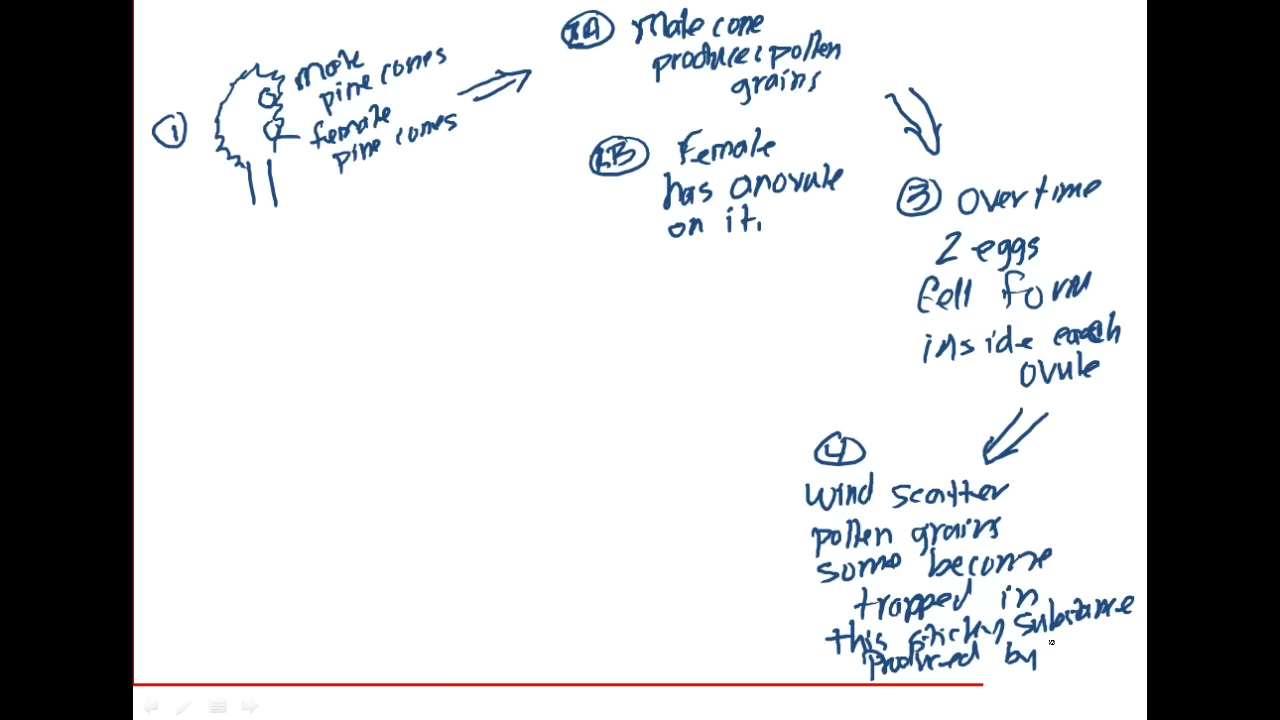 1
male
pine cones
female
pine cones
2A male cone
produces pollen
grains
2B Female
has an ovule
on it.
3 Over time
2 eggs
Cell form
inside each
ovule
4
wind scatter
pollen grains
some become
trapped in
this sticky substance
produced by